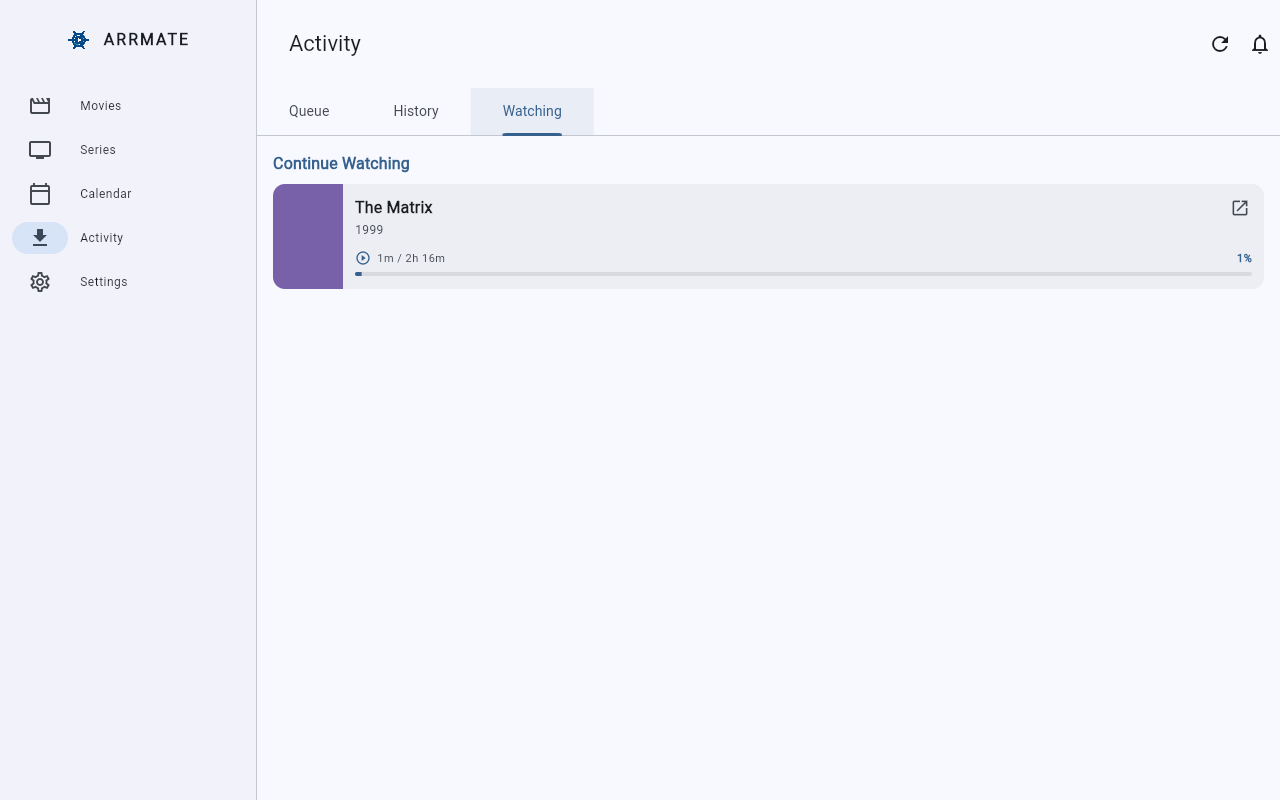 ARRMATE
Movies
Series
Calendar
Activity
Settings
Activity
Queue
History
Watching
Continue Watching
The Matrix
1999
1m / 2h 16m
1%